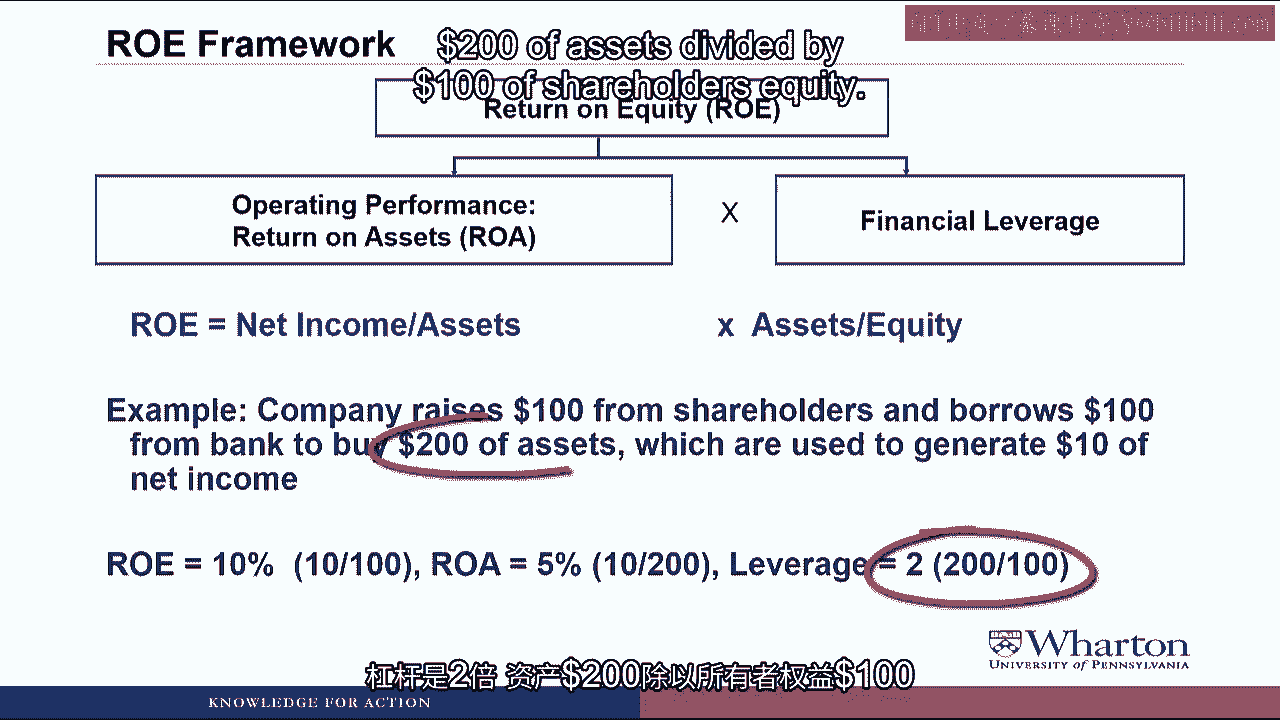 ROE Framework
$200 of assets divided by
$100 of shareholders equity.
Return on Equity (ROE)
Operating Performance:
Return on Assets (ROA)
X
Financial Leverage
ROE = Net Income/Assets
x Assets/Equity
Example: Company raises $100 from shareholders and borrows $100
from bank to buy $200 of assets, which are used to generate $10 of
net income
ROE = 10% (10/100), ROA = 5% (10/200), Leverage = 2 (200/100)
Wharton
UNIVERSITY of PENNSYLVANIA
杠杆是2倍 资产$200除以所有者权益$100
KNOWLEDGE FOR ACTION